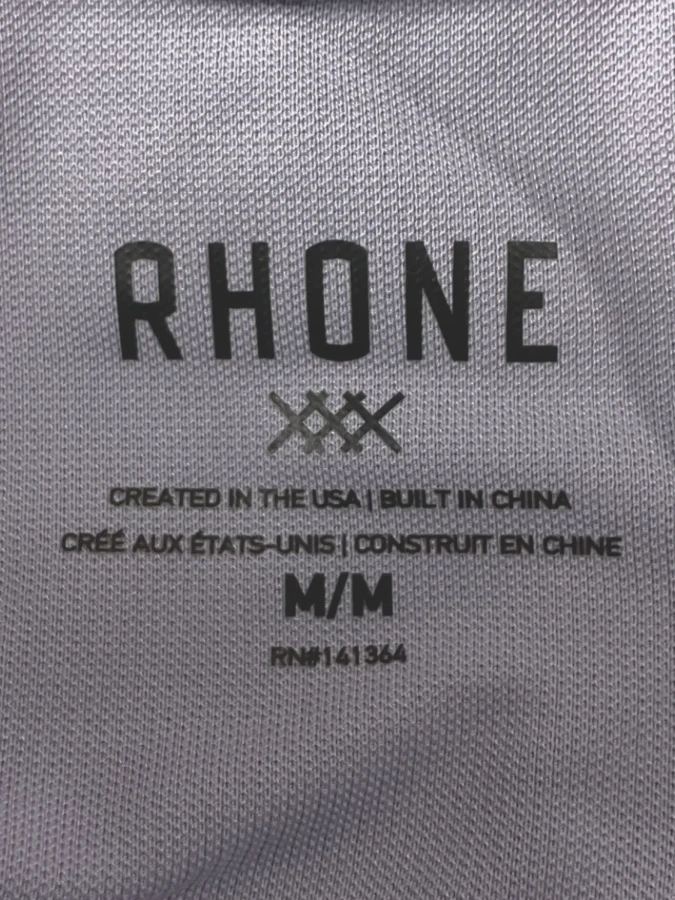 RHONE
CREATED IN THE USA | BUILT IN CHINA
CRÉÉ AUX ÉTATS-UNIS | CONSTRUIT EN CHINE
M/M
RN#141364